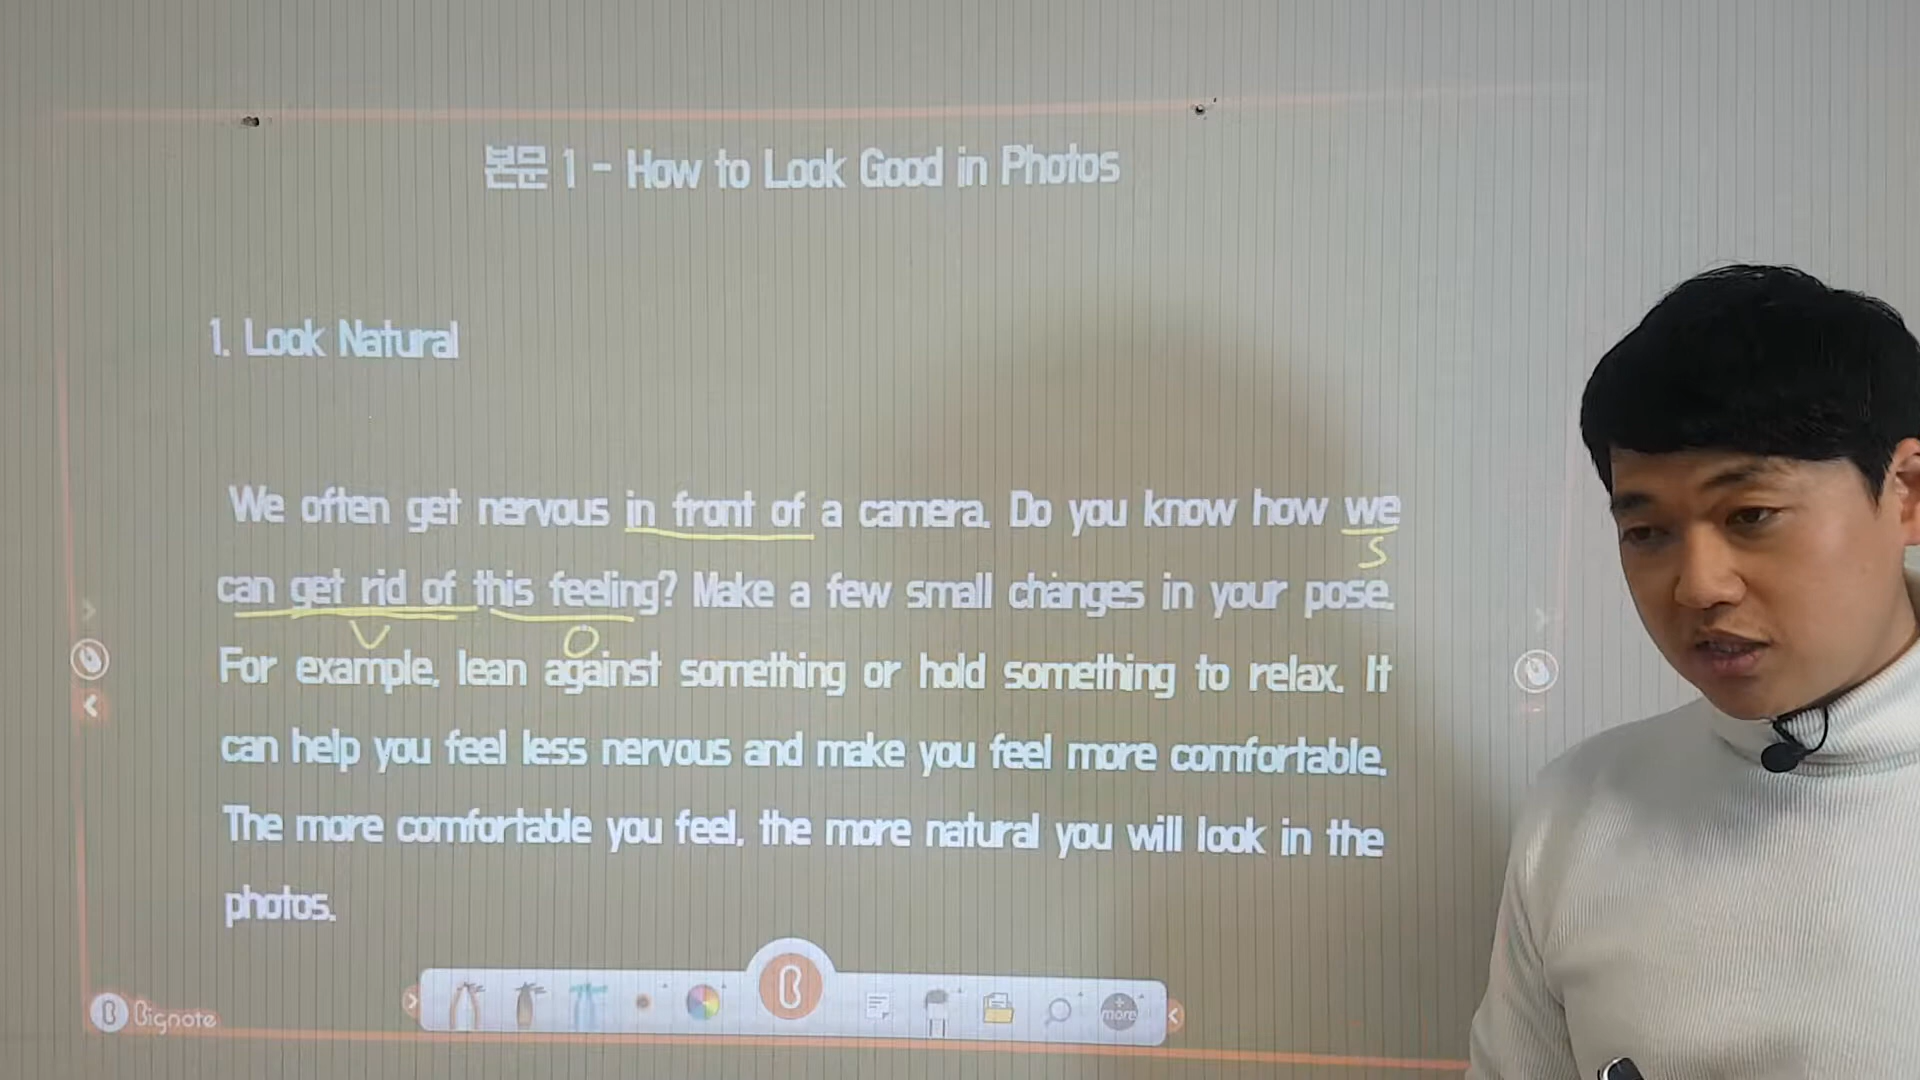 본문 1 - How to Look Good in Photos
1. Look Natural
We often get nervous in front of a camera. Do you know how we
S
can get rid of this feeling? Make a few small changes in your pose.
V O
For example, lean against something or hold something to relax. It
can help you feel less nervous and make you feel more comfortable.
The more comfortable you feel, the more natural you will look in the
photos.
Bignote
more